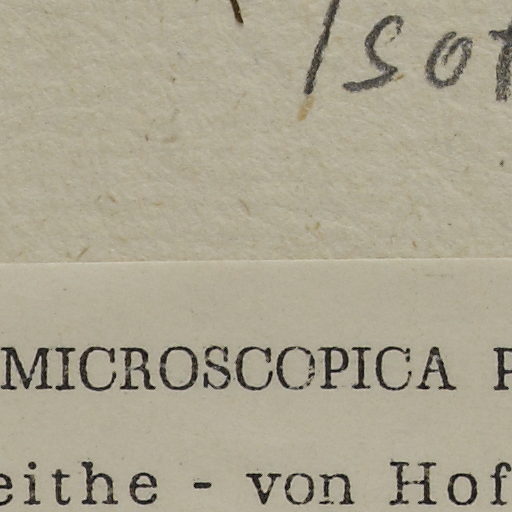 Isot
MICROSCOPICA P
eithe - von Hof